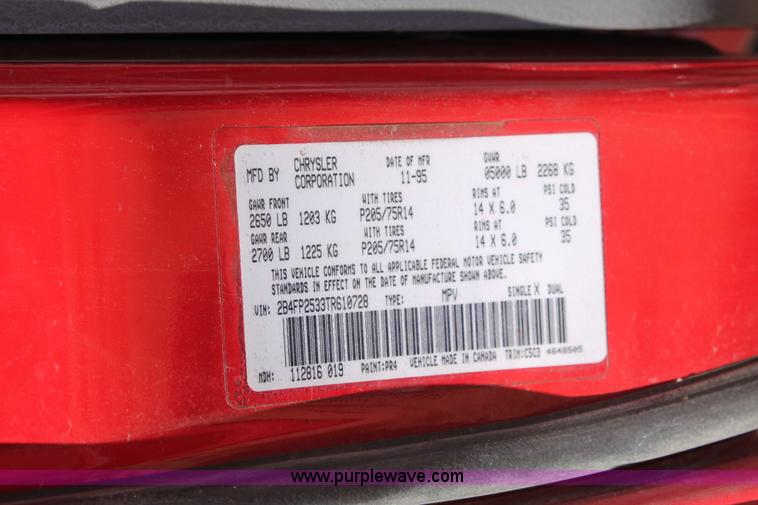 MFD BY CHRYSLER CORPORATION DATE OF MFR 11-95 GVWR 05000 LB 2268 KG
GAWR FRONT WITH TIRES RIMS AT PSI COLD
2650 LB 1203 KG P205/75R14 14 X 6.0 35
GAWR REAR WITH TIRES RIMS AT PSI COLD
2700 LB 1225 KG P205/75R14 14 X 6.0 35
THIS VEHICLE CONFORMS TO ALL APPLICABLE FEDERAL MOTOR VEHICLE SAFETY
STANDARDS IN EFFECT ON THE DATE OF MANUFACTURE SHOWN ABOVE.
VIN: 2B4FP2533TR610728 TYPE: MPV SINGLE X DUAL
MDH: 112816 019 PAINT:PR4 VEHICLE MADE IN CANADA TRIM:C5C3 4648505
www.purplewave.com